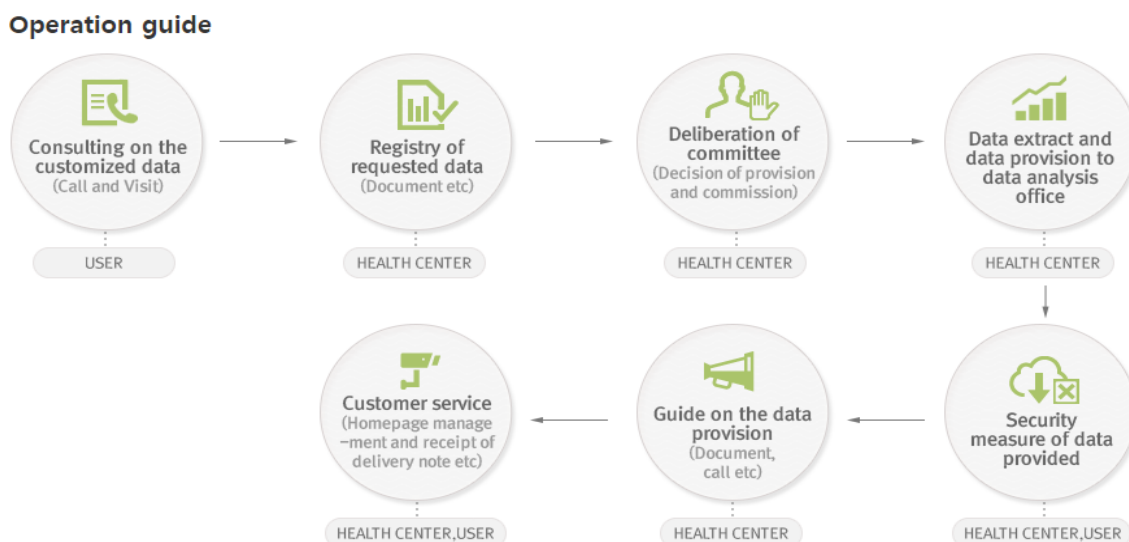 Operation guide
Consulting on the
customized data
(Call and Visit)
USER
Registry of
requested data
(Document etc)
HEALTH CENTER
Deliberation of
committee
(Decision of provision
and commission)
HEALTH CENTER
Data extract and
data provision to
data analysis
office
HEALTH CENTER
Security
measure of data
provided
HEALTH CENTER,USER
Guide on the data
provision
(Document,
call etc)
HEALTH CENTER
Customer service
(Homepage manage
-ment and receipt of
delivery note etc)
HEALTH CENTER,USER